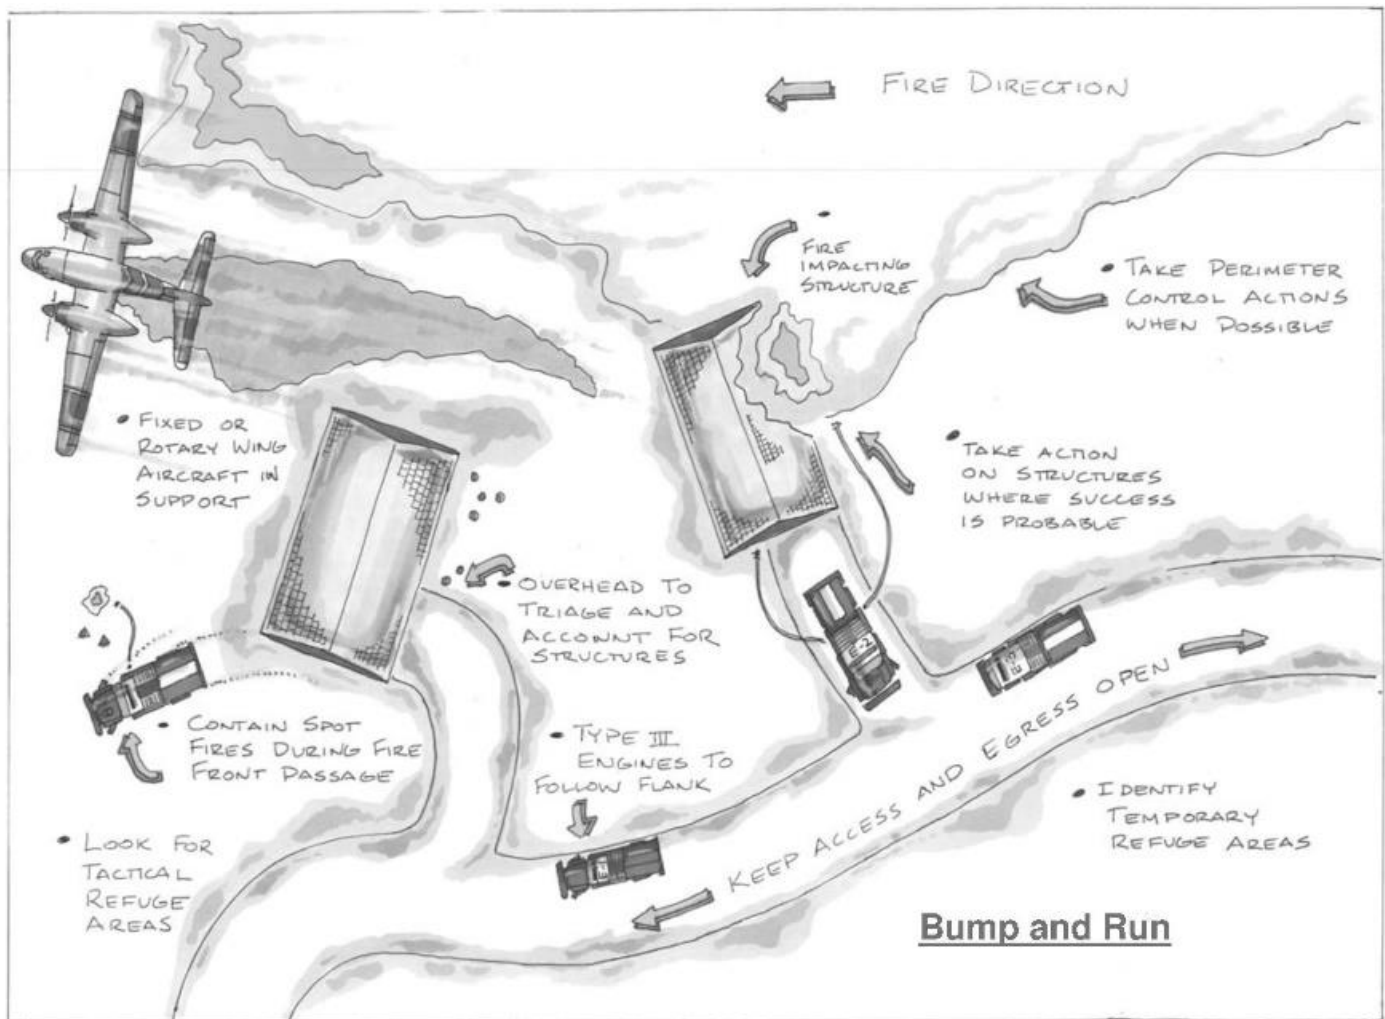 FIRE DIRECTION
• FIRE
IMPACTING
STRUCTURE
• TAKE PERIMETER
CONTROL ACTIONS
WHEN POSSIBLE
• FIXED OR
ROTARY WING
AIRCRAFT IN
SUPPORT
• TAKE ACTION
ON STRUCTURES
WHERE SUCCESS
IS PROBABLE
• OVERHEAD TO
TRIAGE AND
ACCOUNT FOR
STRUCTURES
E-2
• CONTAIN SPOT
FIRES DURING FIRE
FRONT PASSAGE
• TYPE III
ENGINES TO
FOLLOW FLANK
KEEP ACCESS AND EGRESS OPEN
• IDENTIFY
TEMPORARY
REFUGE AREAS
• LOOK FOR
TACTICAL
REFUGE
AREAS
Bump and Run